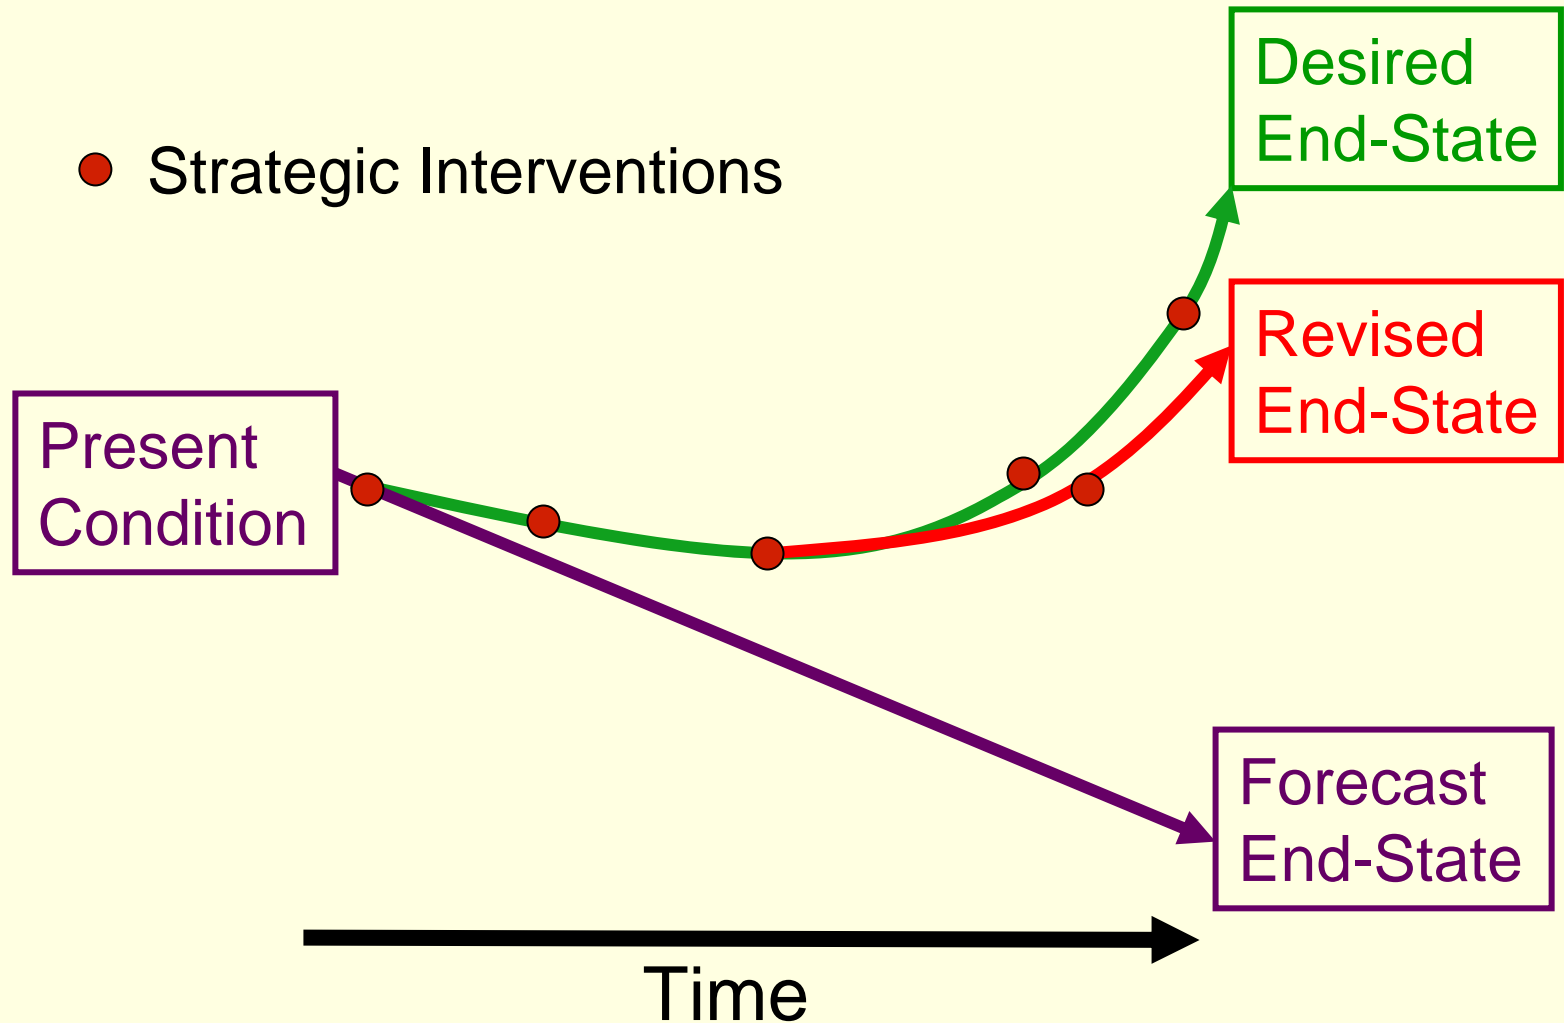 Desired
End-State
Strategic Interventions
Revised
End-State
Present
Condition
Forecast
End-State
Time